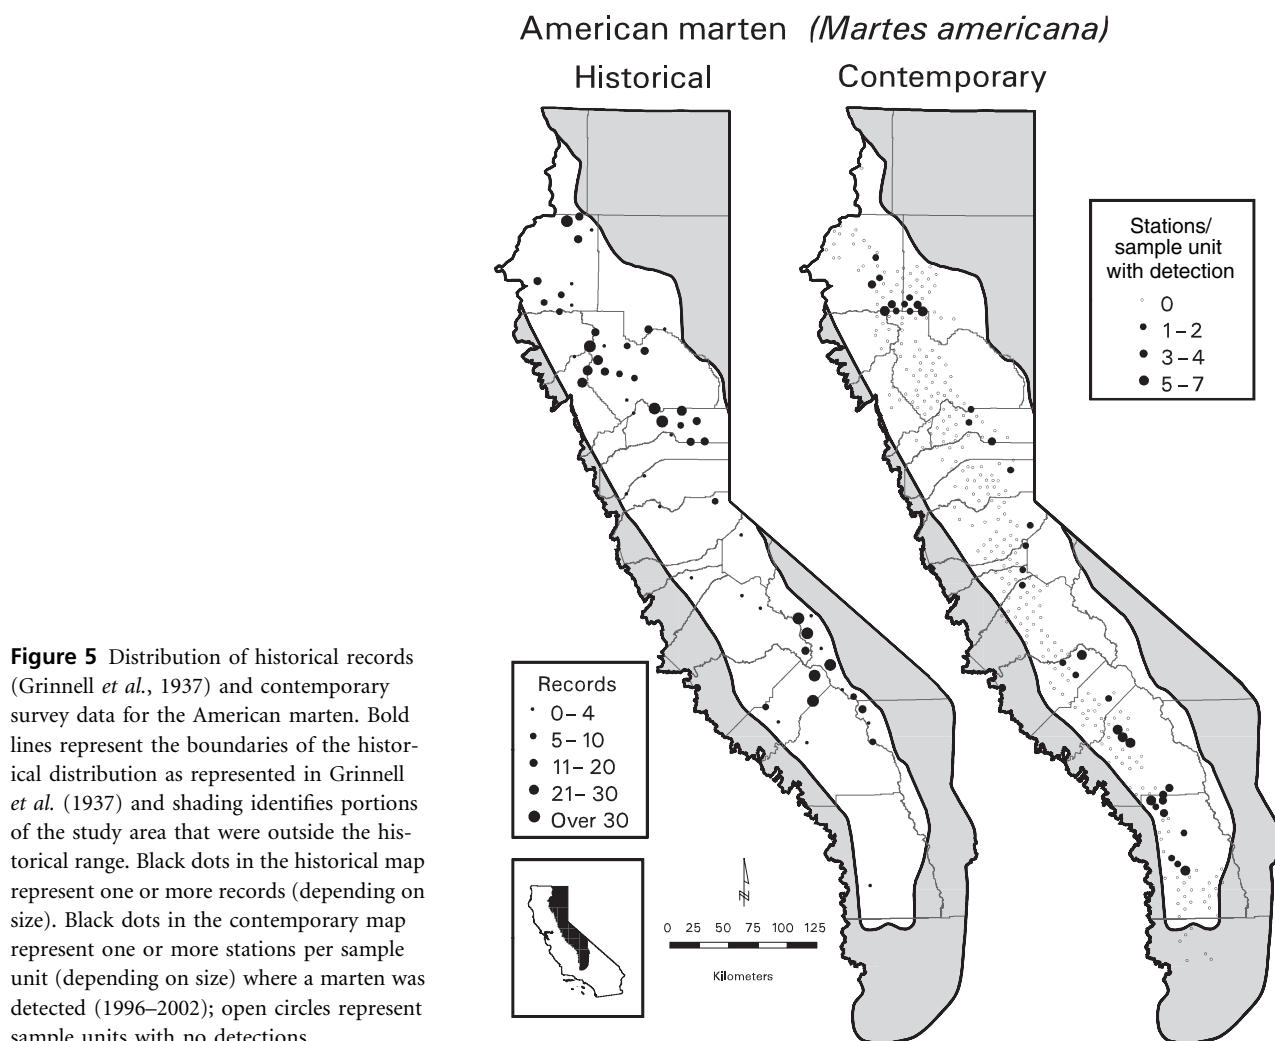 American marten (Martes americana)
Historical
Contemporary
Stations/
sample unit
with detection
0
1–2
3–4
5–7
Records
0–4
5–10
11–20
21–30
Over 30
N
0 25 50 75 100 125
Kilometers
Figure 5 Distribution of historical records
(Grinnell et al., 1937) and contemporary
survey data for the American marten. Bold
lines represent the boundaries of the histor-
ical distribution as represented in Grinnell
et al. (1937) and shading identifies portions
of the study area that were outside the his-
torical range. Black dots in the historical map
represent one or more records (depending on
size). Black dots in the contemporary map
represent one or more stations per sample
unit (depending on size) where a marten was
detected (1996–2002); open circles represent
sample units with no detections.